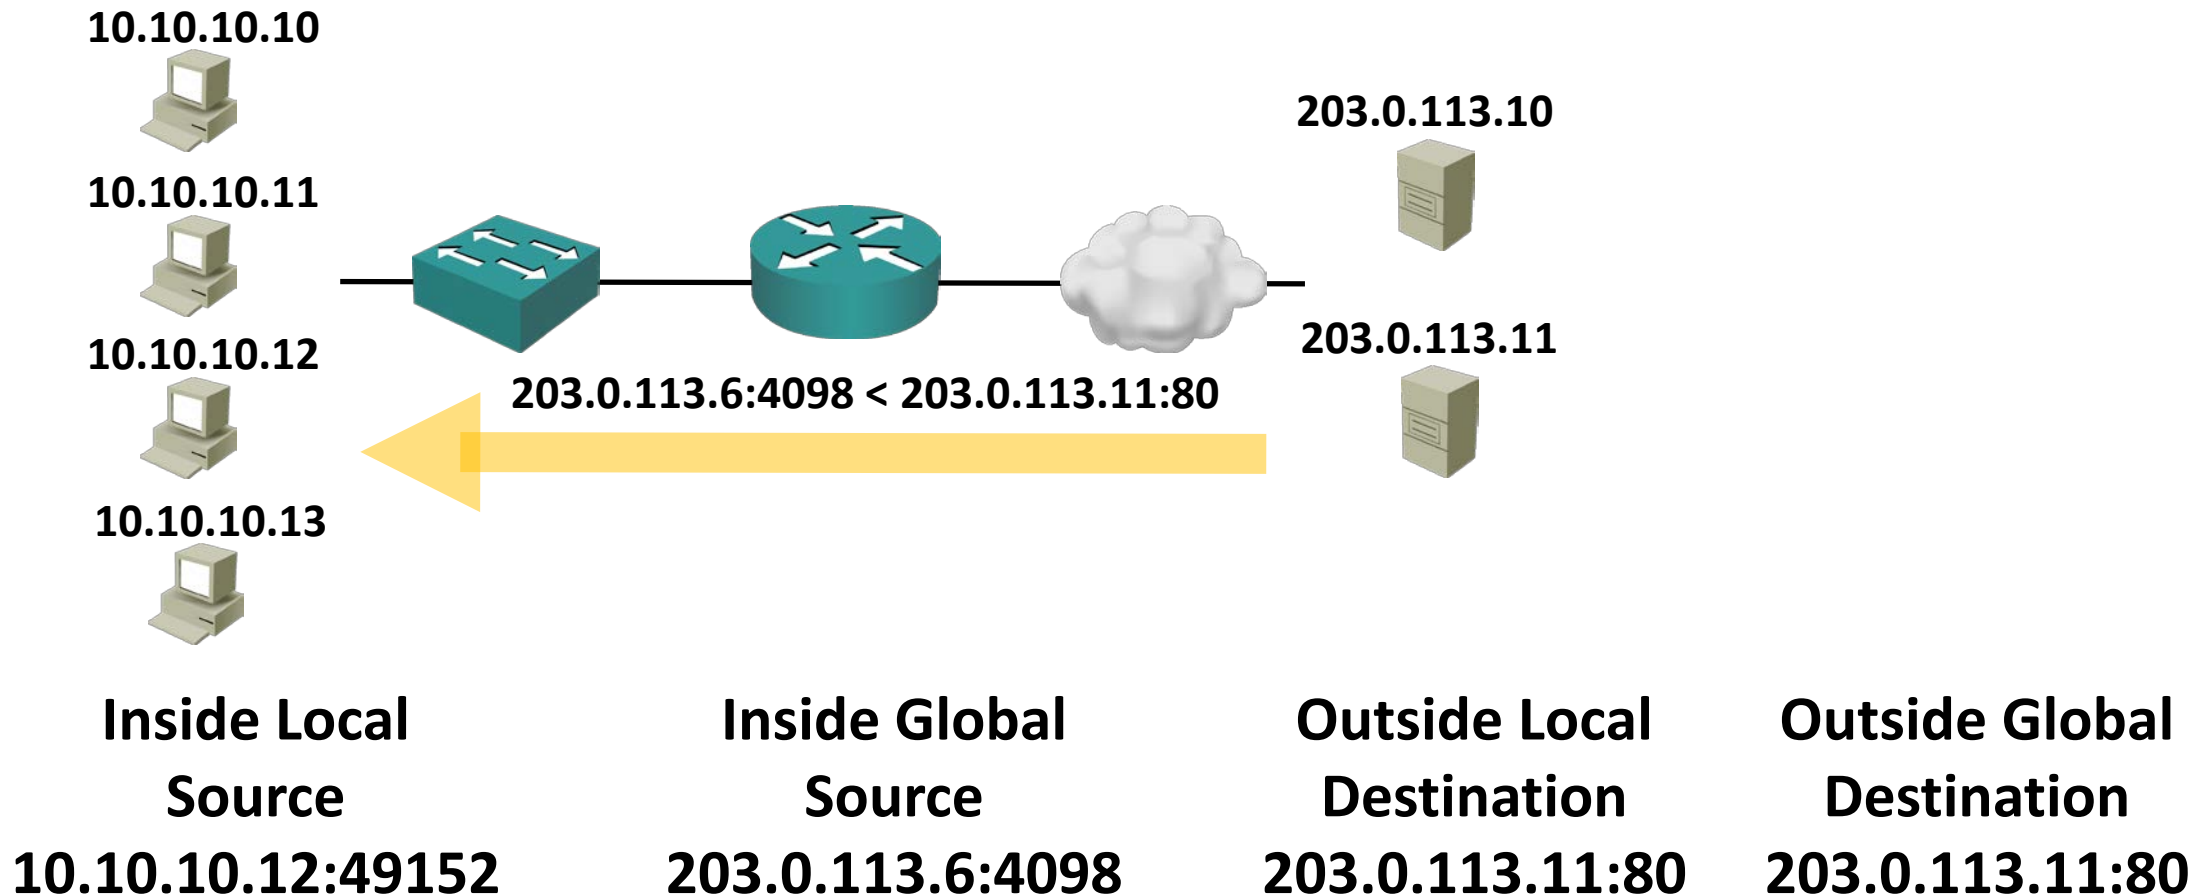 10.10.10.10
203.0.113.10
10.10.10.11
10.10.10.12
203.0.113.11
203.0.113.6:4098 < 203.0.113.11:80
10.10.10.13
Inside Local
Source
10.10.10.12:49152
Inside Global
Source
203.0.113.6:4098
Outside Local
Destination
203.0.113.11:80
Outside Global
Destination
203.0.113.11:80